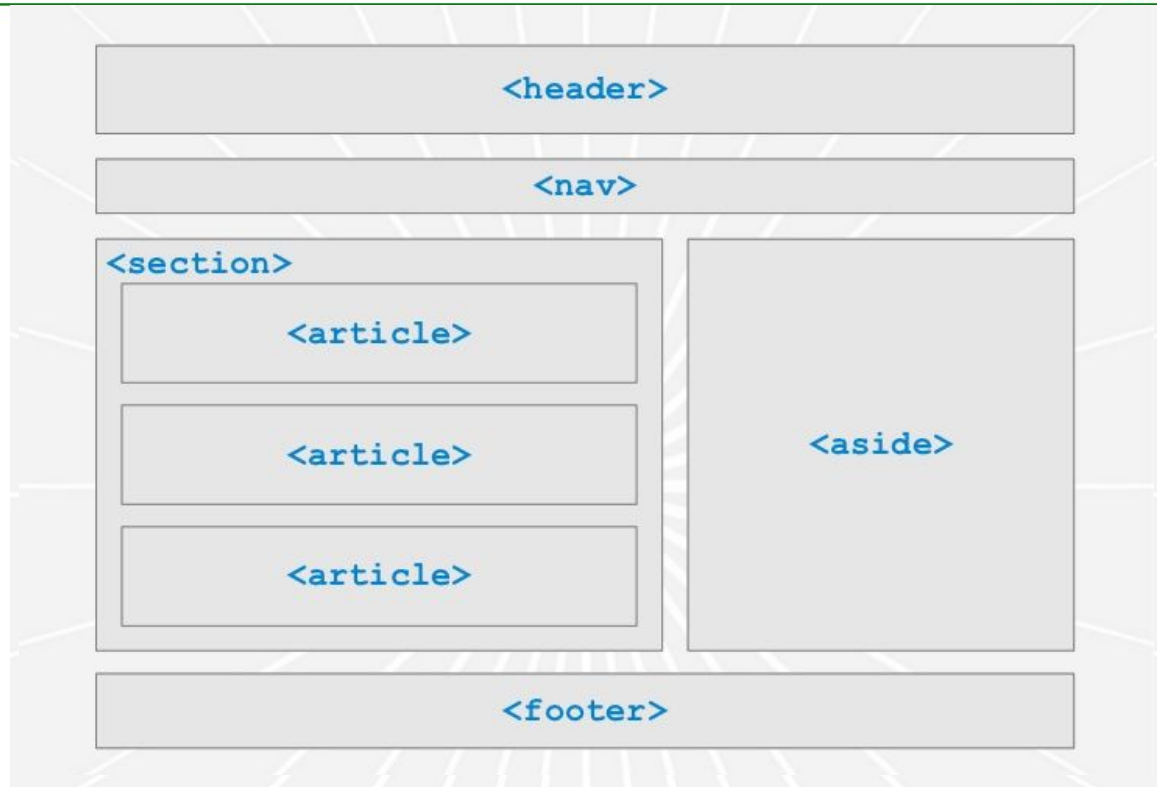 <header>
<nav>
<section>
<article>
<article>
<article>
<aside>
<footer>